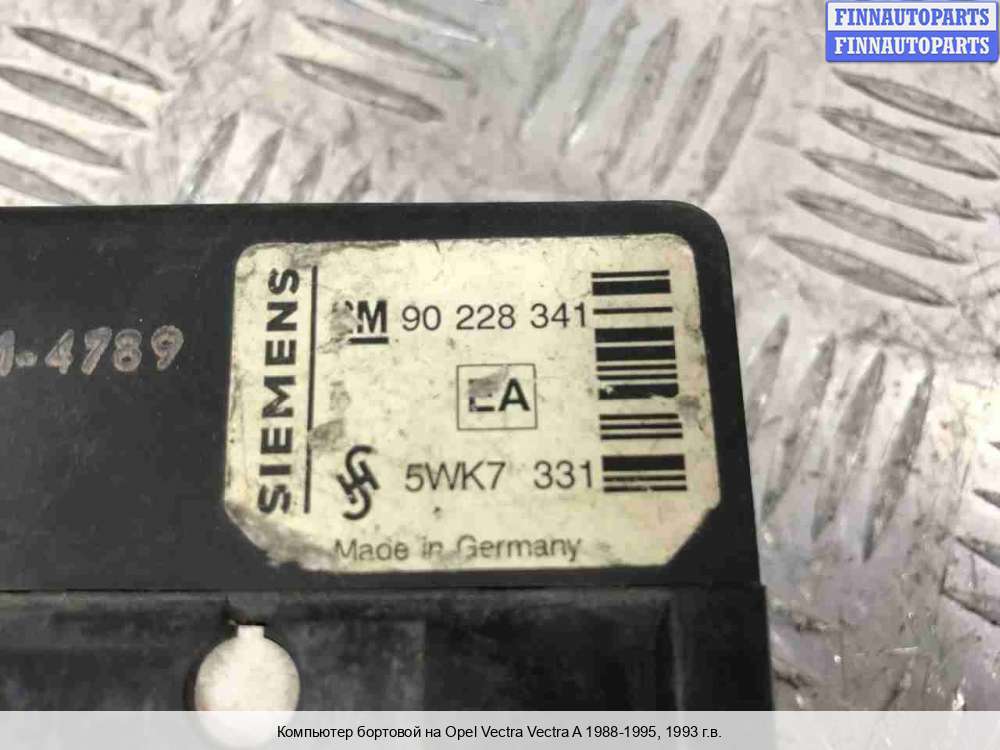 FINNAUTOPARTS
FINNAUTOPARTS
SIEMENS
90 228 341
EA
5WK7 331
Made in Germany
-4789
Компьютер бортовой на Opel Vectra Vectra A 1988-1995, 1993 г.в.